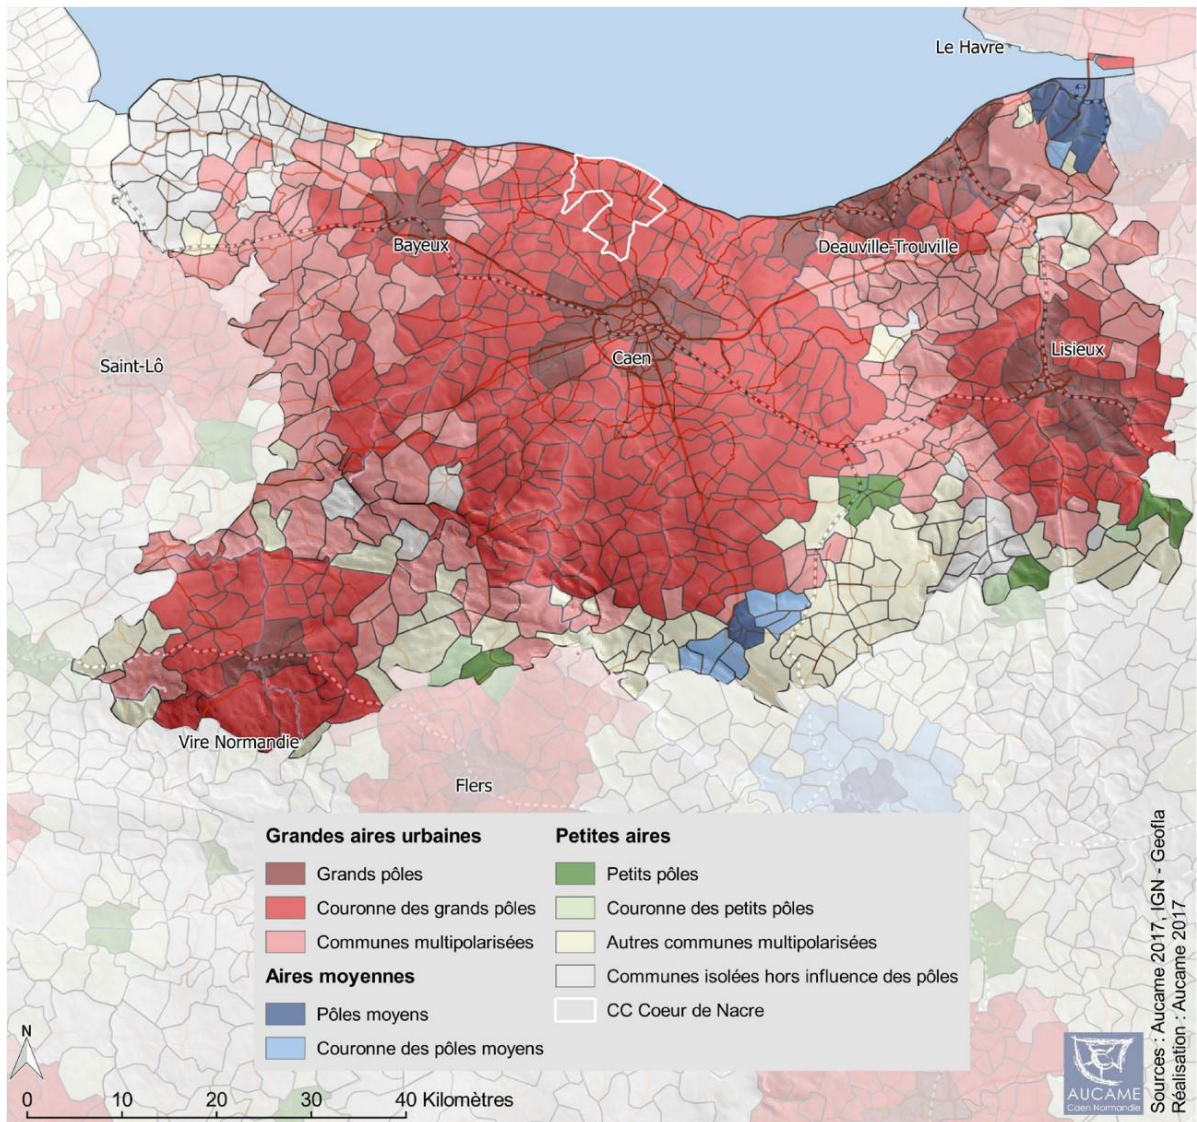 Le Havre
Bayeux
Deauville-Trouville
Saint-Lô
Caen
Lisieux
Vire Normandie
Flers
Grandes aires urbaines
Grands pôles
Couronne des grands pôles
Communes multipolarisées
Aires moyennes
Pôles moyens
Couronne des pôles moyens
Petites aires
Petits pôles
Couronne des petits pôles
Autres communes multipolarisées
Communes isolées hors influence des pôles
CC Coeur de Nacre
N
0 10 20 30 40 Kilomètres
AUCAME
Caen Normandie
Sources : Aucame 2017, IGN - Geofla
Réalisation : Aucame 2017